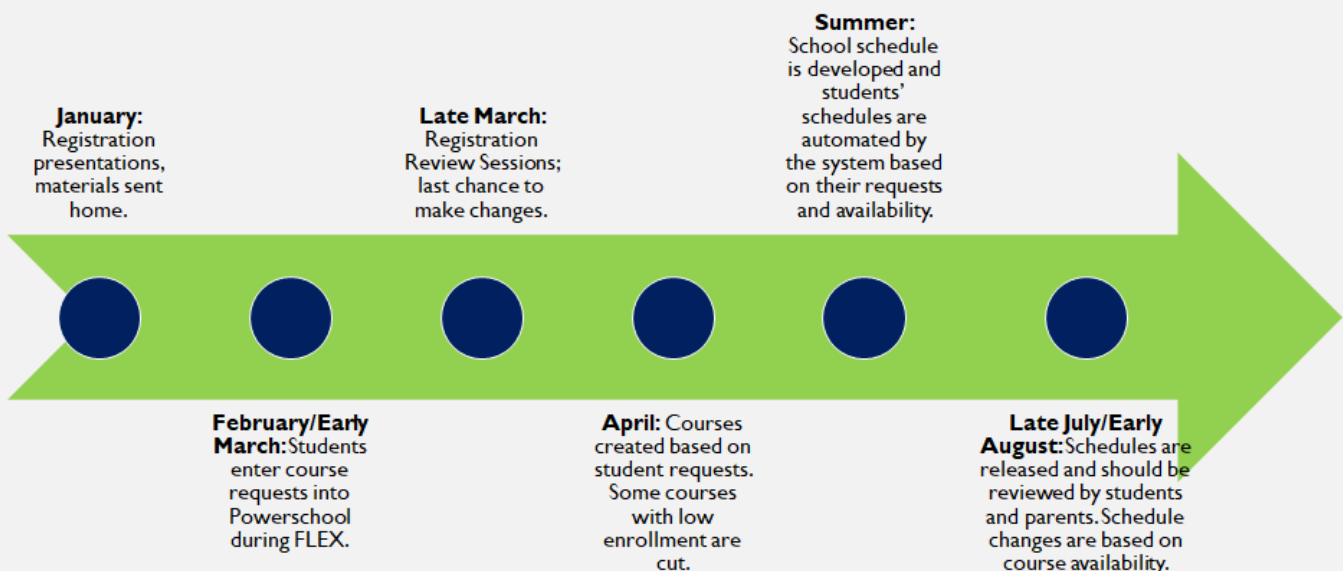 January:
Registration
presentations,
materials sent
home.
February/Early
March: Students
enter course
requests into
Powerschool
during FLEX.
Late March:
Registration
Review Sessions;
last chance to
make changes.
April: Courses
created based on
student requests.
Some courses
with low
enrollment are
cut.
Summer:
School schedule
is developed and
students’
schedules are
automated by
the system based
on their requests
and availability.
Late July/Early
August: Schedules are
released and should be
reviewed by students
and parents. Schedule
changes are based on
course availability.